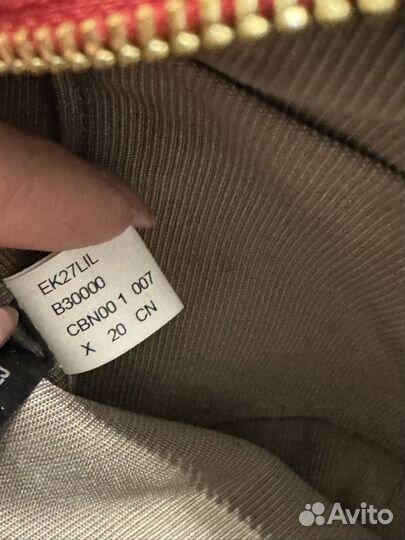 EK27LIL
B30000
CBN00 1 007
X 20 CN
Avito